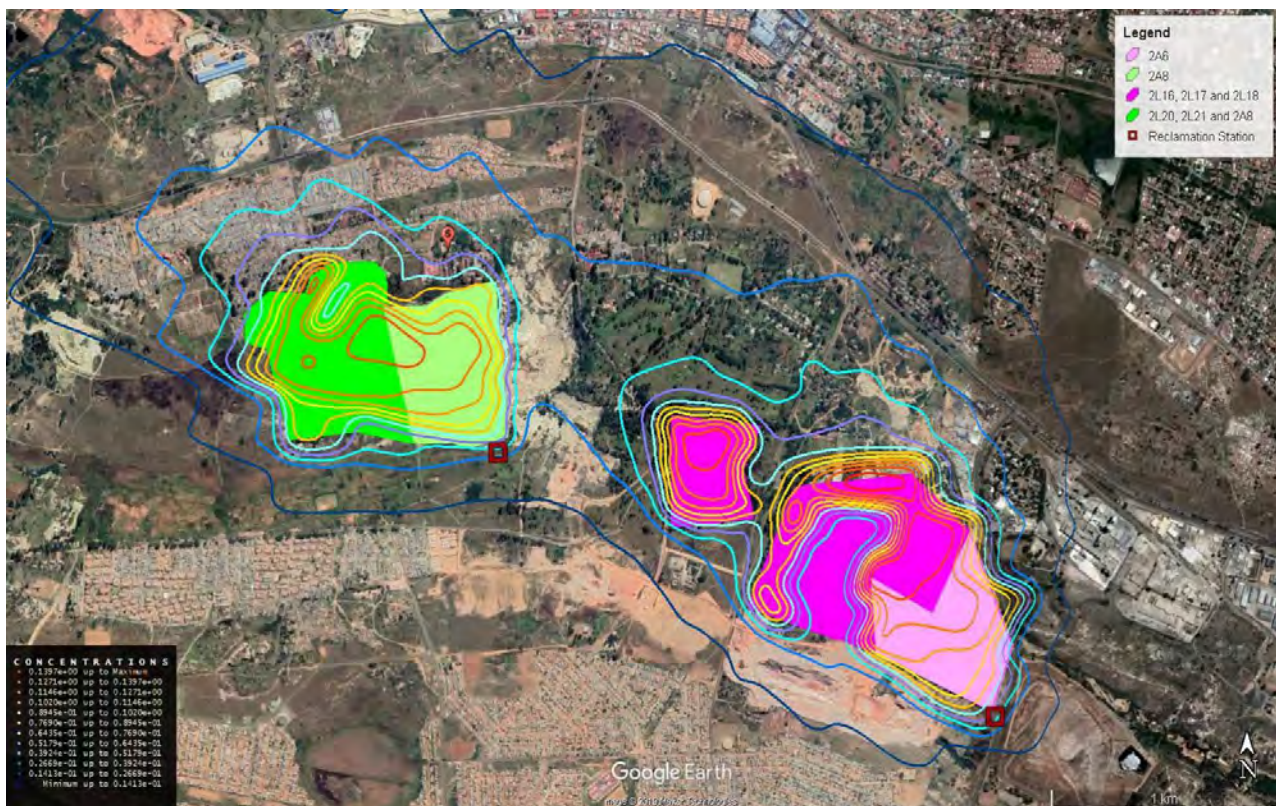 Legend
2A6
2A8
2L16, 2L17 and 2L18
2L20, 2L21 and 2A8
Reclamation Station
CONCENTRATIONS
0.1397e+00 up to Maximum
0.1271e+00 up to 0.1397e+00
0.1146e+00 up to 0.1271e+00
0.1020e+00 up to 0.1146e+00
0.8945e-01 up to 0.1020e+00
0.7690e-01 up to 0.8945e-01
0.6435e-01 up to 0.7690e-01
0.5179e-01 up to 0.6435e-01
0.3924e-01 up to 0.5179e-01
0.2669e-01 up to 0.3924e-01
0.1413e-01 up to 0.2669e-01
Minimum up to 0.1413e-01
Google Earth
N
1 km